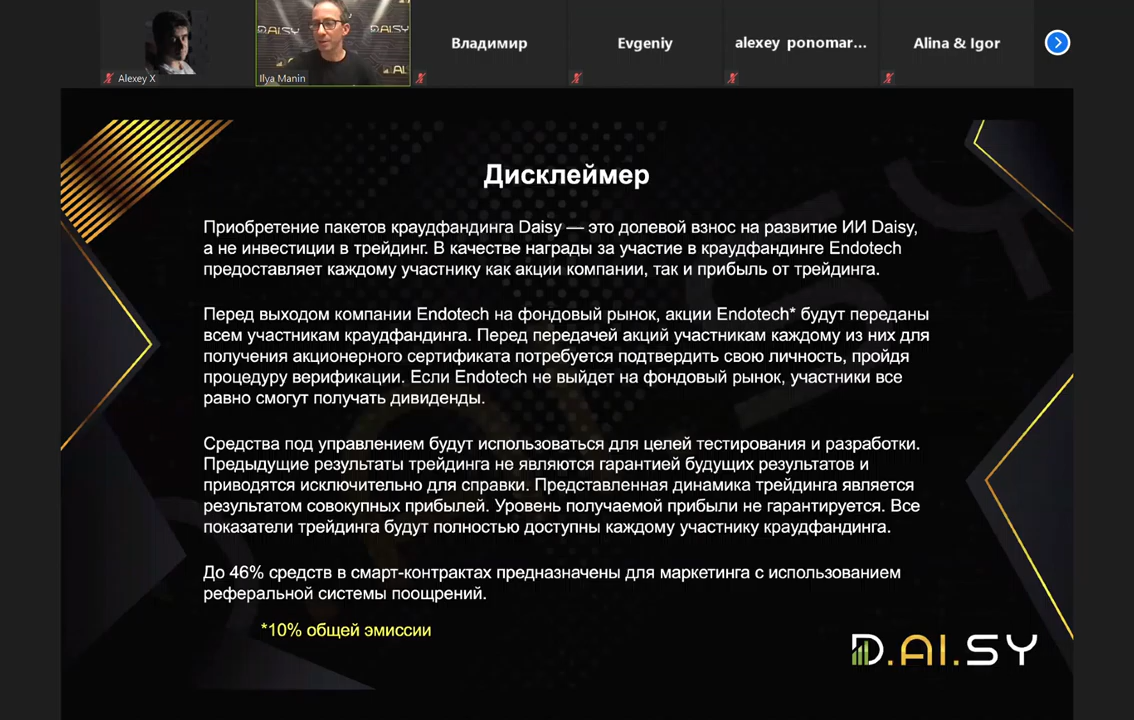 D.AI.SY
D.AI.SY
.AI.
Alexey X
Ilya Manin
Владимир
Evgeniy
alexey ponomar...
Alina & Igor
Дисклеймер
Приобретение пакетов краудфандинга Daisy — это долевой взнос на развитие ИИ Daisy,
а не инвестиции в трейдинг. В качестве награды за участие в краудфандинге Endotech
предоставляет каждому участнику как акции компании, так и прибыль от трейдинга.
Перед выходом компании Endotech на фондовый рынок, акции Endotech* будут переданы
всем участникам краудфандинга. Перед передачей акций участникам каждому из них для
получения акционерного сертификата потребуется подтвердить свою личность, пройдя
процедуру верификации. Если Endotech не выйдет на фондовый рынок, участники все
равно смогут получать дивиденды.
Средства под управлением будут использоваться для целей тестирования и разработки.
Предыдущие результаты трейдинга не являются гарантией будущих результатов и
приводятся исключительно для справки. Представленная динамика трейдинга является
результатом совокупных прибылей. Уровень получаемой прибыли не гарантируется. Все
показатели трейдинга будут полностью доступны каждому участнику краудфандинга.
До 46% средств в смарт-контрактах предназначены для маркетинга с использованием
реферальной системы поощрений.
*10% общей эмиссии
D.AI.SY